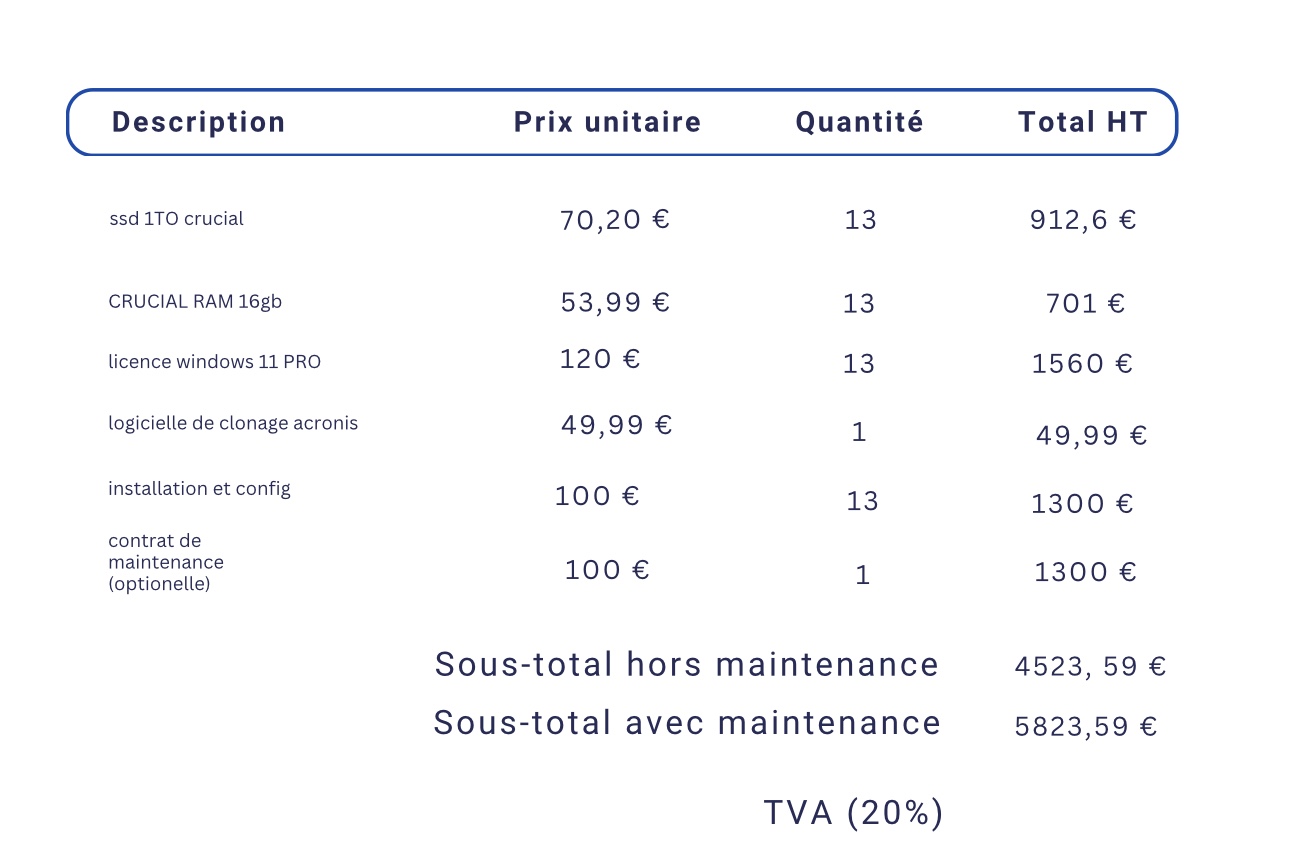 Description Prix unitaire Quantité Total HT
ssd 1TO crucial 70,20 € 13 912,6 €
CRUCIAL RAM 16gb 53,99 € 13 701 €
licence windows 11 PRO 120 € 13 1560 €
logicielle de clonage acronis 49,99 € 1 49,99 €
installation et config 100 € 13 1300 €
contrat de
maintenance
(optionelle) 100 € 1 1300 €
Sous-total hors maintenance 4523, 59 €
Sous-total avec maintenance 5823,59 €
TVA (20%)